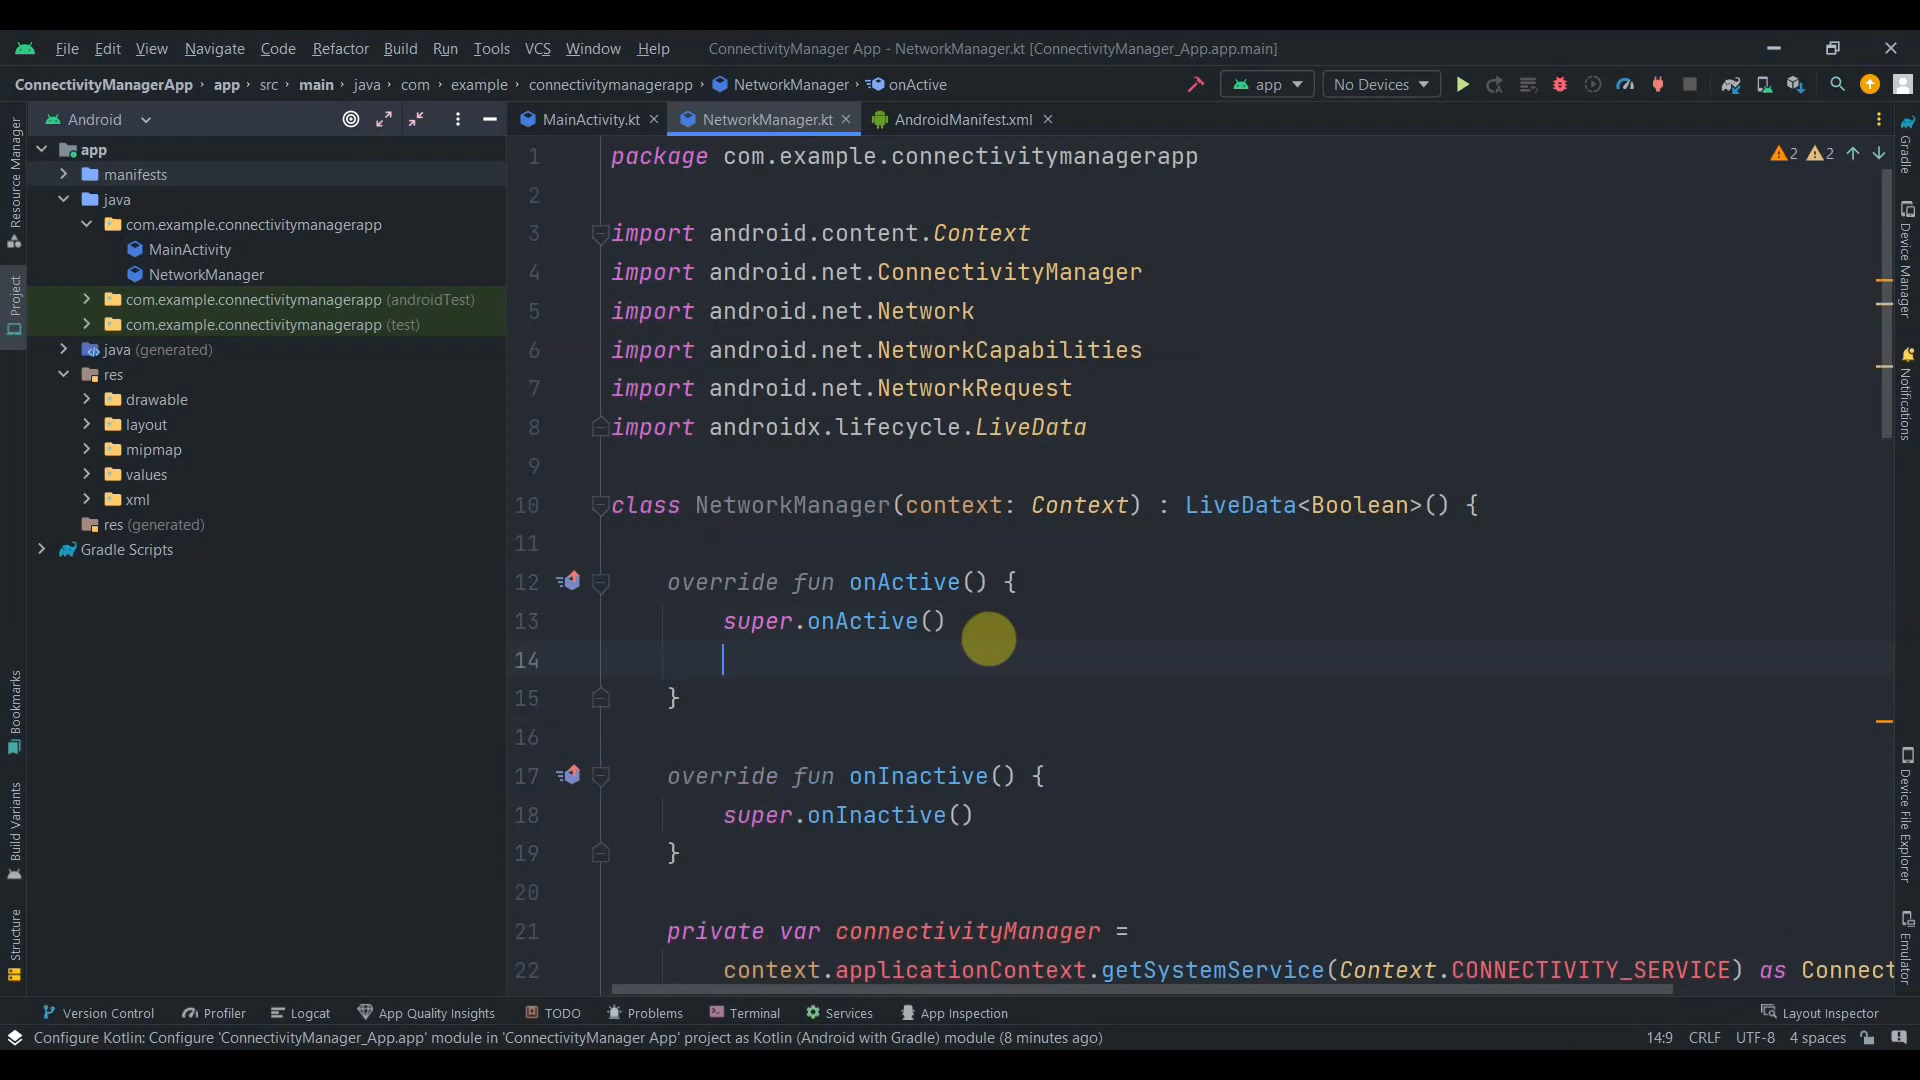 File Edit View Navigate Code Refactor Build Run Tools VCS Window Help ConnectivityManager App - NetworkManager.kt [ConnectivityManager_App.app.main]
ConnectivityManagerApp › app › src › main › java › com › example › connectivitymanagerapp › NetworkManager › onActive app No Devices
Android MainActivity.kt NetworkManager.kt AndroidManifest.xml
Resource Manager
Project
Bookmarks
Build Variants
Structure
app
manifests
java
com.example.connectivitymanagerapp
MainActivity
NetworkManager
com.example.connectivitymanagerapp (androidTest)
com.example.connectivitymanagerapp (test)
java (generated)
res
drawable
layout
mipmap
values
xml
res (generated)
Gradle Scripts
2 2
1 package com.example.connectivitymanagerapp
2
3 import android.content.Context
4 import android.net.ConnectivityManager
5 import android.net.Network
6 import android.net.NetworkCapabilities
7 import android.net.NetworkRequest
8 import androidx.lifecycle.LiveData
9
10 class NetworkManager(context: Context) : LiveData<Boolean>() {
11
12 override fun onActive() {
13 super.onActive()
14
15 }
16
17 override fun onInactive() {
18 super.onInactive()
19 }
20
21 private var connectivityManager =
22 context.applicationContext.getSystemService(Context.CONNECTIVITY_SERVICE) as Connect
Gradle
Device Manager
Notifications
Device File Explorer
Emulator
Version Control Profiler Logcat App Quality Insights TODO Problems Terminal Services App Inspection Layout Inspector
Configure Kotlin: Configure 'ConnectivityManager_App.app' module in 'ConnectivityManager App' project as Kotlin (Android with Gradle) module (8 minutes ago) 14:9 CRLF UTF-8 4 spaces